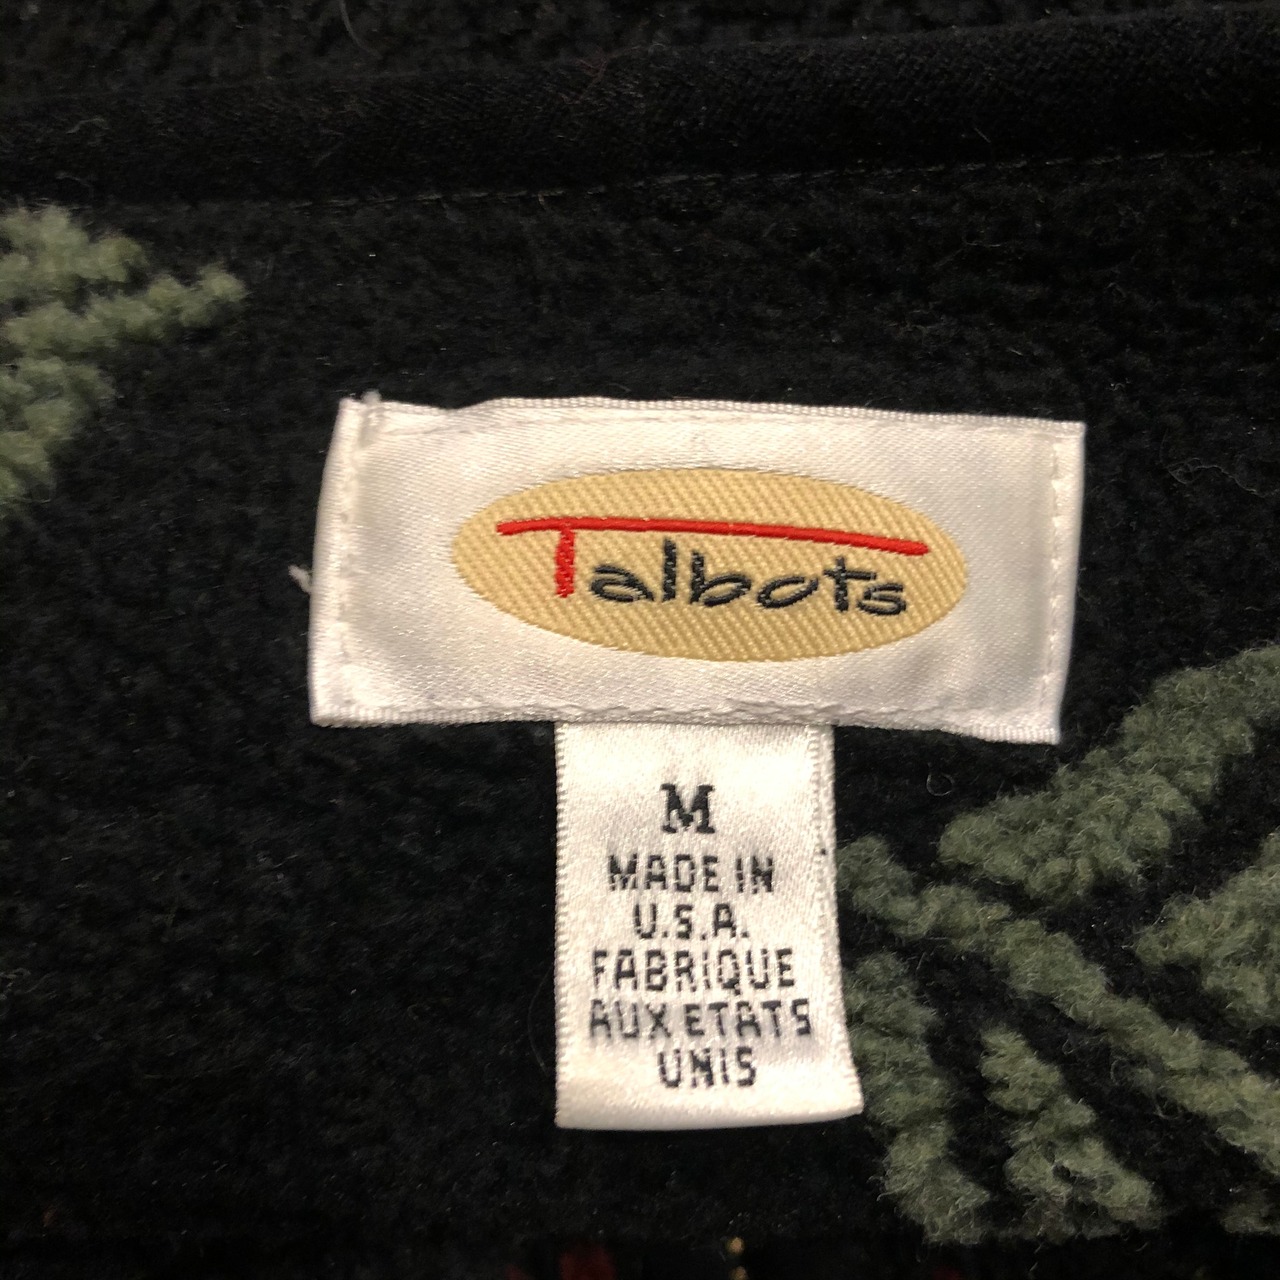 Talbots
M
MADE IN
U.S.A.
FABRIQUE
AUX ETATS
UNIS